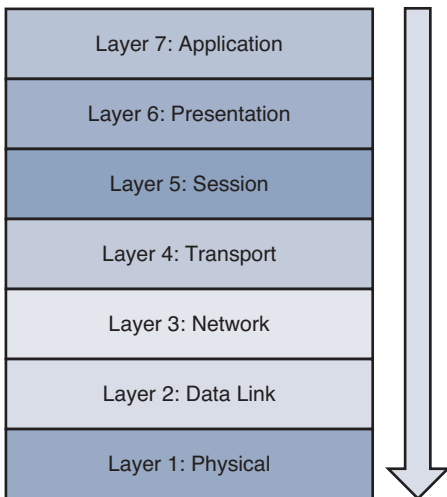 Layer 7: Application
Layer 6: Presentation
Layer 5: Session
Layer 4: Transport
Layer 3: Network
Layer 2: Data Link
Layer 1: Physical